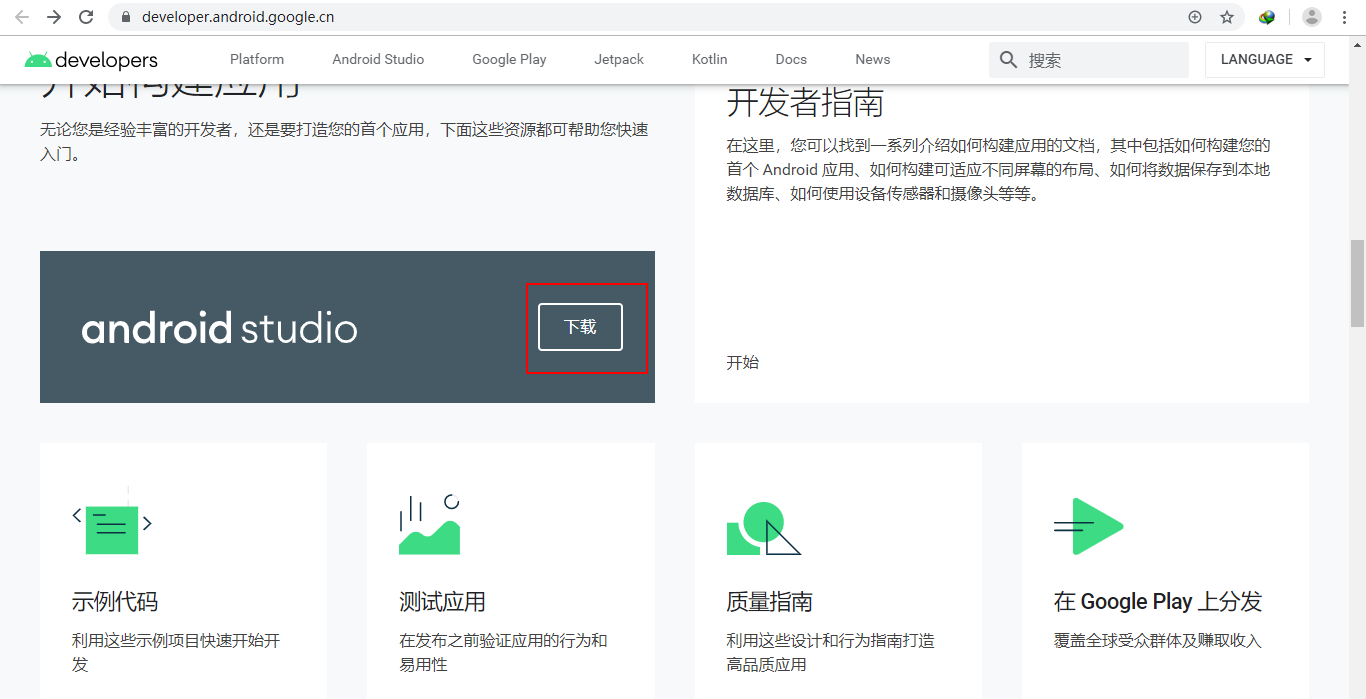 developer.android.google.cn
developers
Platform
Android Studio
Google Play
Jetpack
Kotlin
Docs
News
搜索
LANGUAGE
开始构建应用
无论您是经验丰富的开发者，还是要打造您的首个应用，下面这些资源都可帮助您快速
入门。
android studio
下载
开发者指南
在这里，您可以找到一系列介绍如何构建应用的文档，其中包括如何构建您的
首个 Android 应用、如何构建可适应不同屏幕的布局、如何将数据保存到本地
数据库、如何使用设备传感器和摄像头等等。
开始
示例代码
利用这些示例项目快速开始开
发
测试应用
在发布之前验证应用的行为和
易用性
质量指南
利用这些设计和行为指南打造
高品质应用
在 Google Play 上分发
覆盖全球受众群体及赚取收入